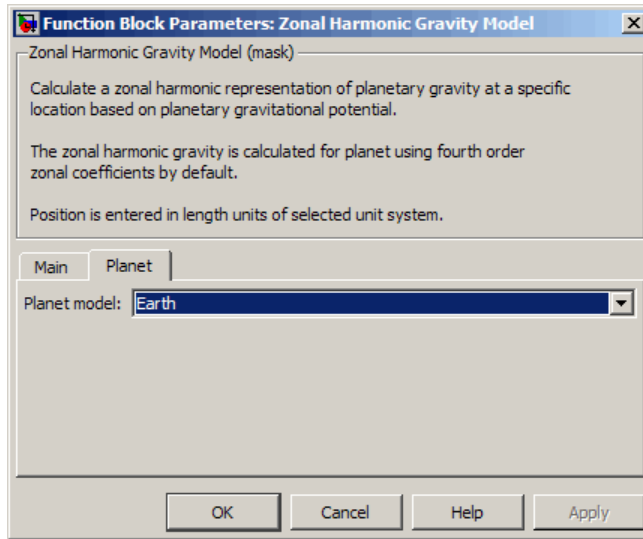 Function Block Parameters: Zonal Harmonic Gravity Model
Zonal Harmonic Gravity Model (mask)
Calculate a zonal harmonic representation of planetary gravity at a specific
location based on planetary gravitational potential.
The zonal harmonic gravity is calculated for planet using fourth order
zonal coefficients by default.
Position is entered in length units of selected unit system.
Main Planet
Planet model: Earth
OK Cancel Help Apply